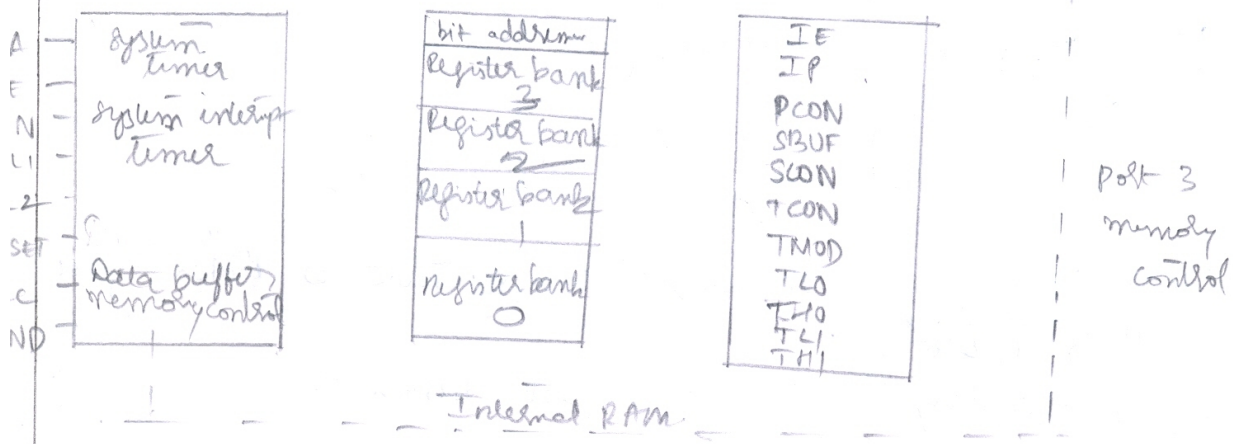 A
E
N
L1
2
SET
C
ND
system
timer
system interup
timer
Data buffer
memory control
bit address
Register bank
3
Register bank
2
Register bank
1
register bank
0
IE
IP
PCON
SBUF
SCON
TCON
TMOD
TL0
TH0
TL1
TH1
Port 3
memory
control
Internal RAM